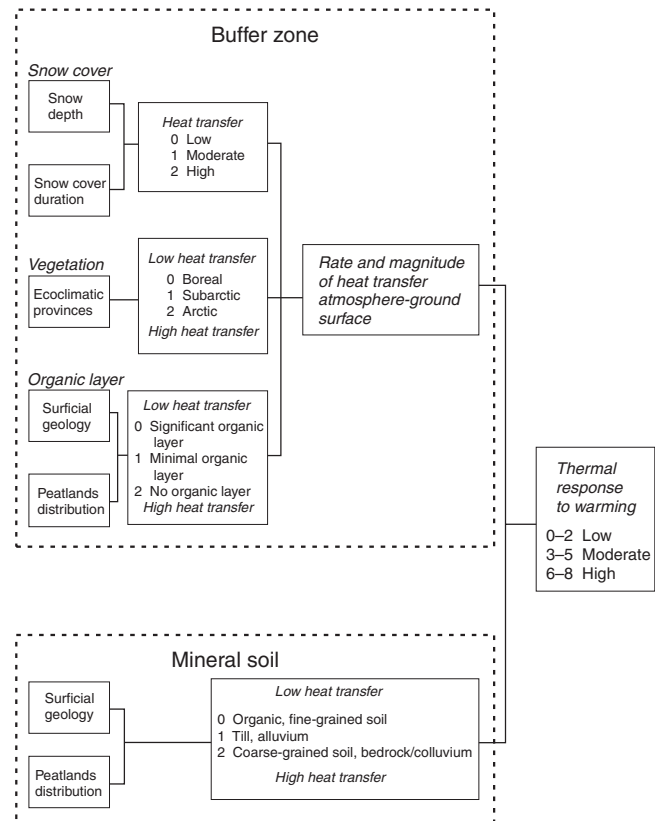 Buffer zone
Snow cover
Snow
depth
Snow cover
duration
Heat transfer
0 Low
1 Moderate
2 High
Vegetation
Ecoclimatic
provinces
Low heat transfer
0 Boreal
1 Subarctic
2 Arctic
High heat transfer
Organic layer
Surficial
geology
Peatlands
distribution
Low heat transfer
0 Significant organic
layer
1 Minimal organic
layer
2 No organic layer
High heat transfer
Rate and magnitude
of heat transfer
atmosphere-ground
surface
Thermal
response
to warming
0–2 Low
3–5 Moderate
6–8 High
Mineral soil
Surficial
geology
Peatlands
distribution
Low heat transfer
0 Organic, fine-grained soil
1 Till, alluvium
2 Coarse-grained soil, bedrock/colluvium
High heat transfer